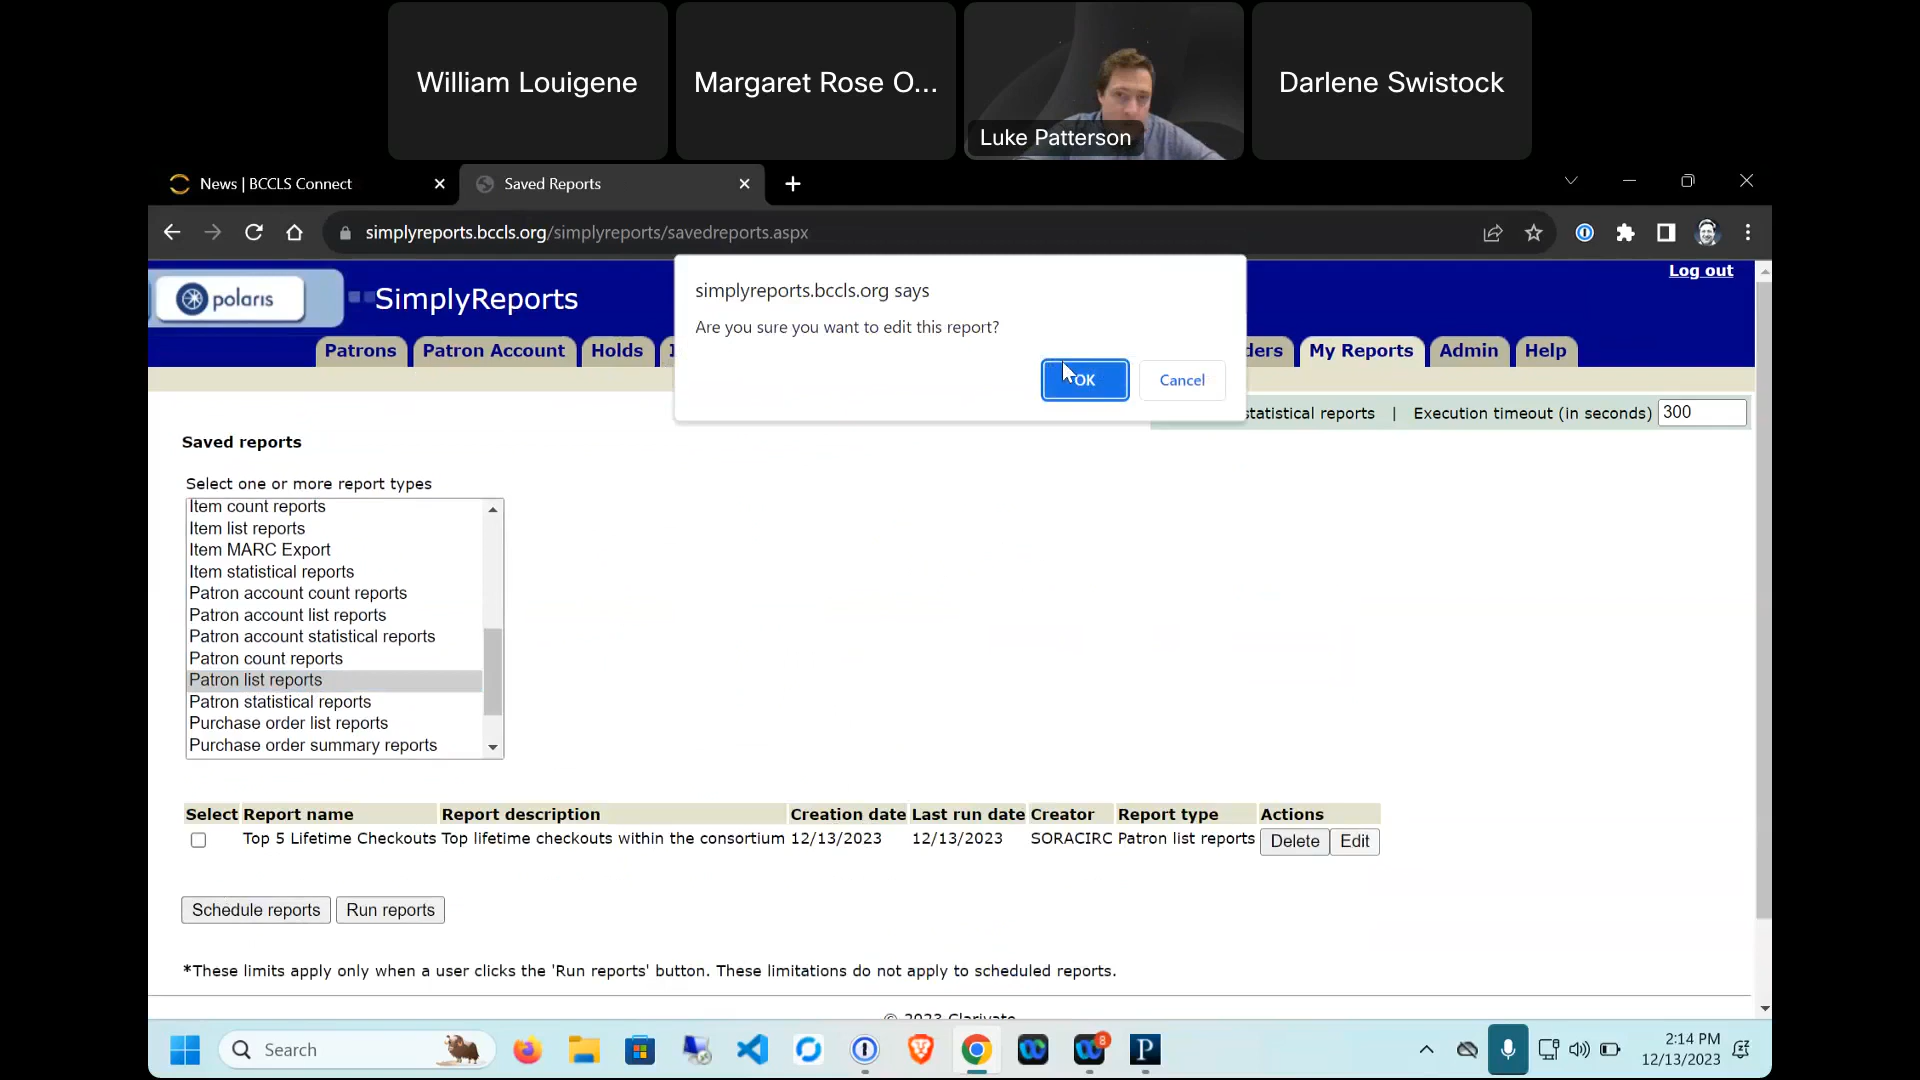 William Louigene
Margaret Rose O...
Luke Patterson
Darlene Swistock
News | BCCLS Connect
Saved Reports
simplyreports.bccls.org/simplyreports/savedreports.aspx
simplyreports.bccls.org says
Are you sure you want to edit this report?
OK
Cancel
Log out
polaris
SimplyReports
Patrons
Patron Account
Holds
I
ders
My Reports
Admin
Help
statistical reports | Execution timeout (in seconds) 300
Saved reports
Select one or more report types
Item count reports
Item list reports
Item MARC Export
Item statistical reports
Patron account count reports
Patron account list reports
Patron account statistical reports
Patron count reports
Patron list reports
Patron statistical reports
Purchase order list reports
Purchase order summary reports
Select Report name Report description Creation date Last run date Creator Report type Actions
Top 5 Lifetime Checkouts Top lifetime checkouts within the consortium 12/13/2023 12/13/2023 SORACIRC Patron list reports Delete Edit
Schedule reports Run reports
*These limits apply only when a user clicks the 'Run reports' button. These limitations do not apply to scheduled reports.
© 2023 Clarivate
Search
8
P
2:14 PM
12/13/2023